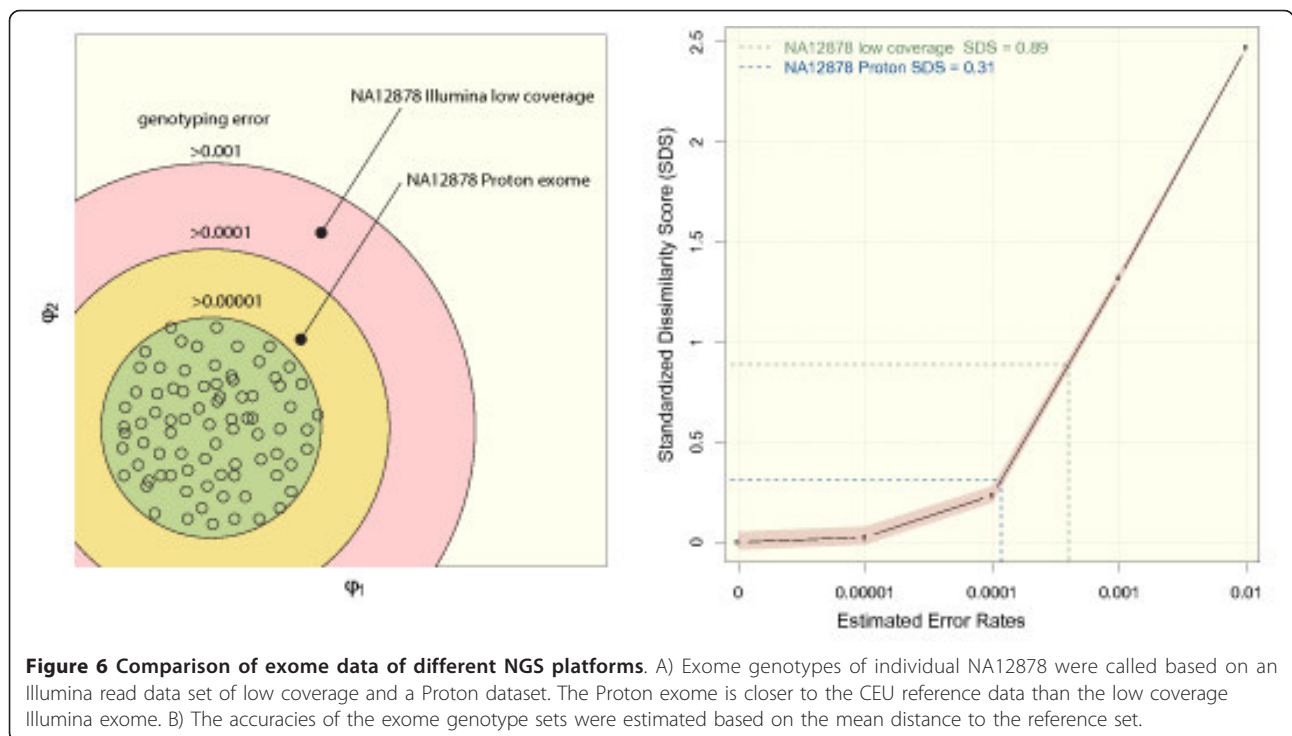 NA12878 Illumina low coverage
genotyping error
>0.001
NA12878 Proton exome
>0.0001
>0.00001
φ2
φ1
2.5
2
1.5
1
0.5
0
Standardized Dissimilarity Score (SDS)
NA12878 low coverage SDS = 0.89
NA12878 Proton SDS = 0.31
0 0.00001 0.0001 0.001 0.01
Estimated Error Rates
Figure 6 Comparison of exome data of different NGS platforms. A) Exome genotypes of individual NA12878 were called based on an
Illumina read data set of low coverage and a Proton dataset. The Proton exome is closer to the CEU reference data than the low coverage
Illumina exome. B) The accuracies of the exome genotype sets were estimated based on the mean distance to the reference set.